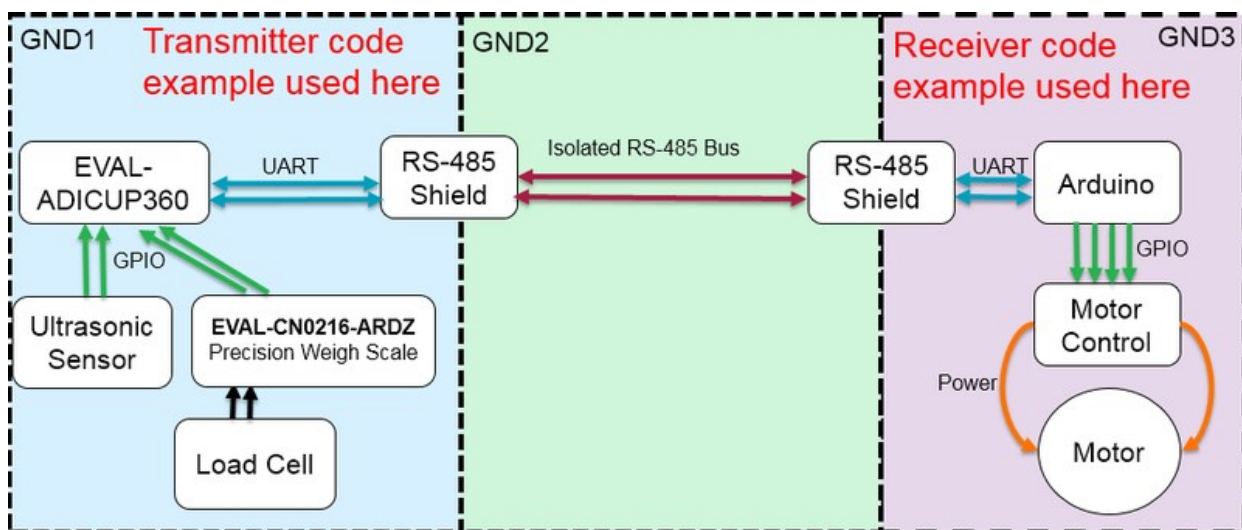 GND1
Transmitter code
example used here
GND2
Receiver code
example used here
GND3
EVAL-
ADICUP360
UART
RS-485
Shield
Isolated RS-485 Bus
RS-485
Shield
UART
Arduino
GPIO
GPIO
Ultrasonic
Sensor
EVAL-CN0216-ARDZ
Precision Weigh Scale
Motor
Control
Power
Load Cell
Motor